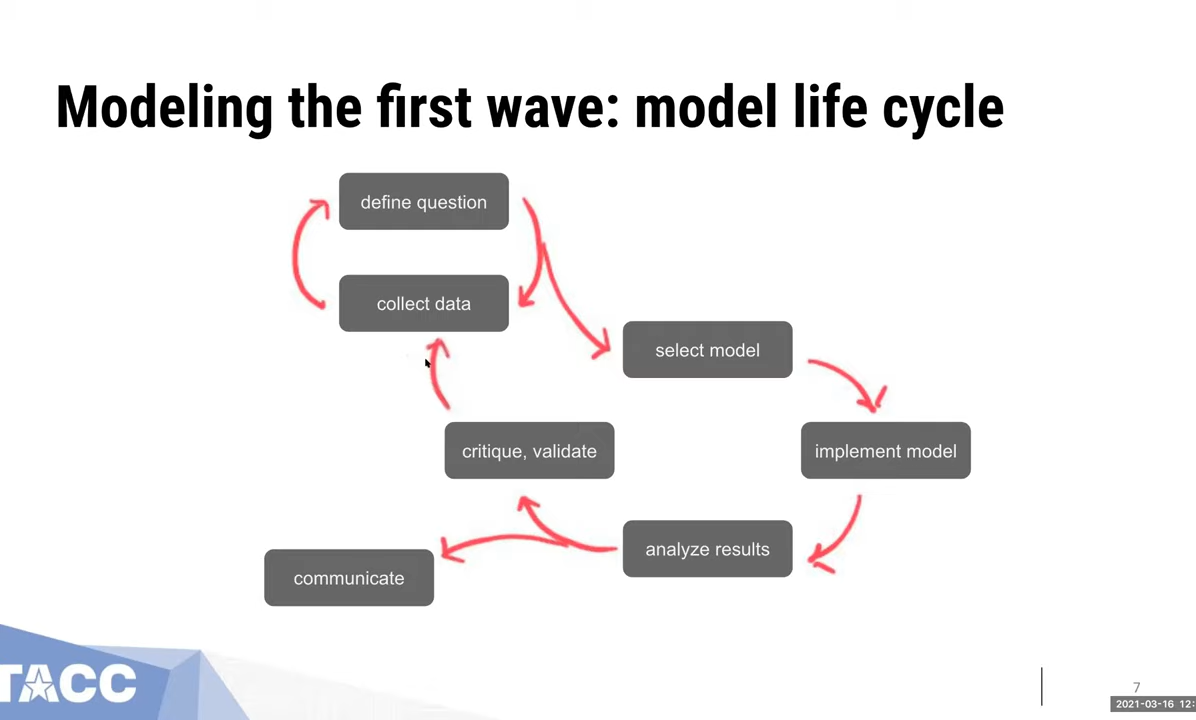 Modeling the first wave: model life cycle
define question
collect data
select model
critique, validate
implement model
analyze results
communicate
TACC
7
2021-03-16 12: